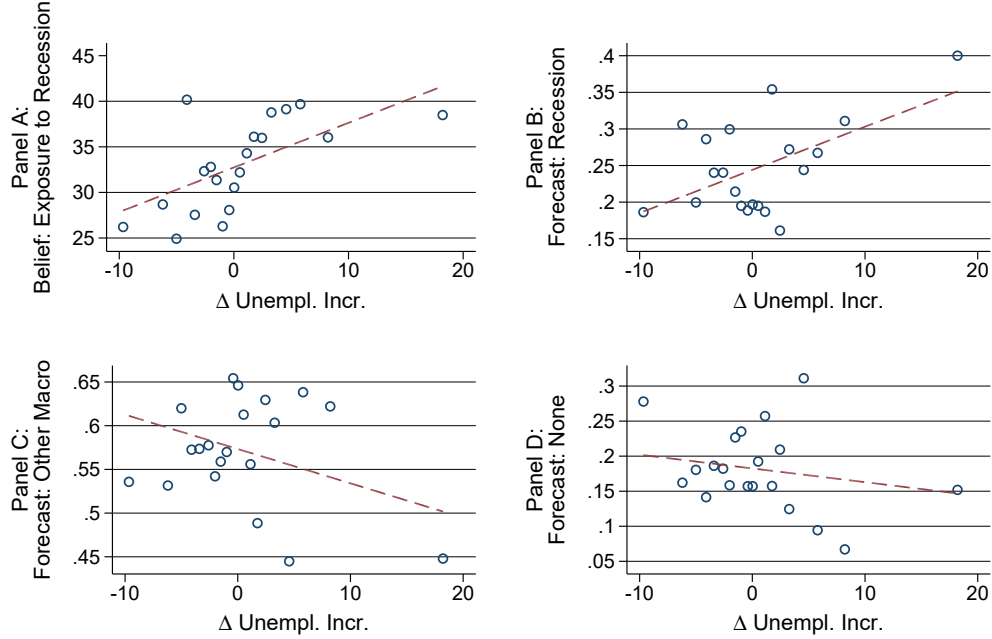 Panel A:
Belief: Exposure to Recession
45
40
35
30
25
-10 0 10 20
Δ Unempl. Incr.
Panel B:
Forecast: Recession
.4
.35
.3
.25
.2
.15
-10 0 10 20
Δ Unempl. Incr.
Panel C:
Forecast: Other Macro
.65
.6
.55
.5
.45
-10 0 10 20
Δ Unempl. Incr.
Panel D:
Forecast: None
.3
.25
.2
.15
.1
.05
-10 0 10 20
Δ Unempl. Incr.